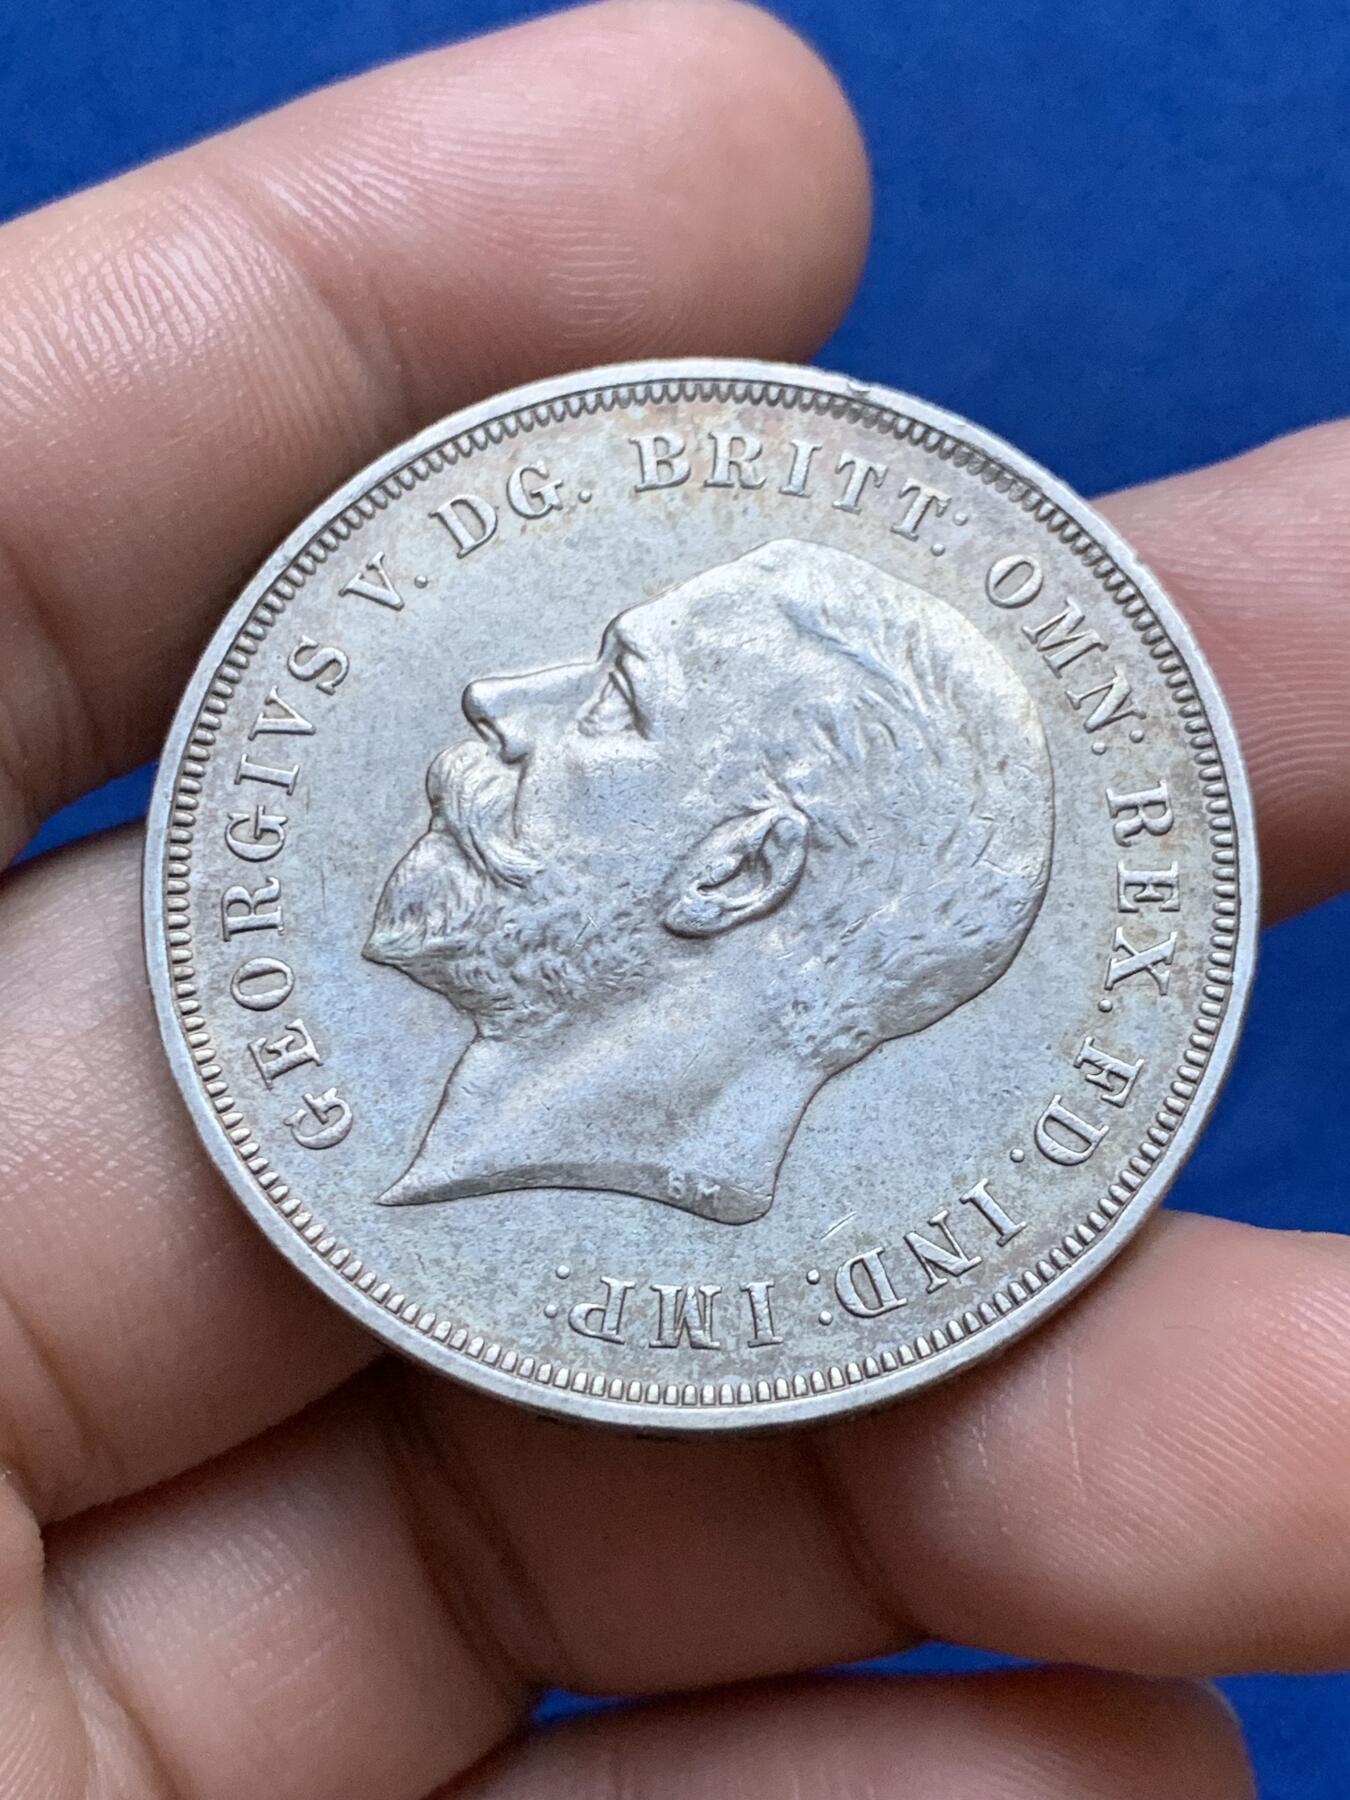 GEORGIVS V. DG. BRITT: OMN: REX. FD. IND: IMP:
BM